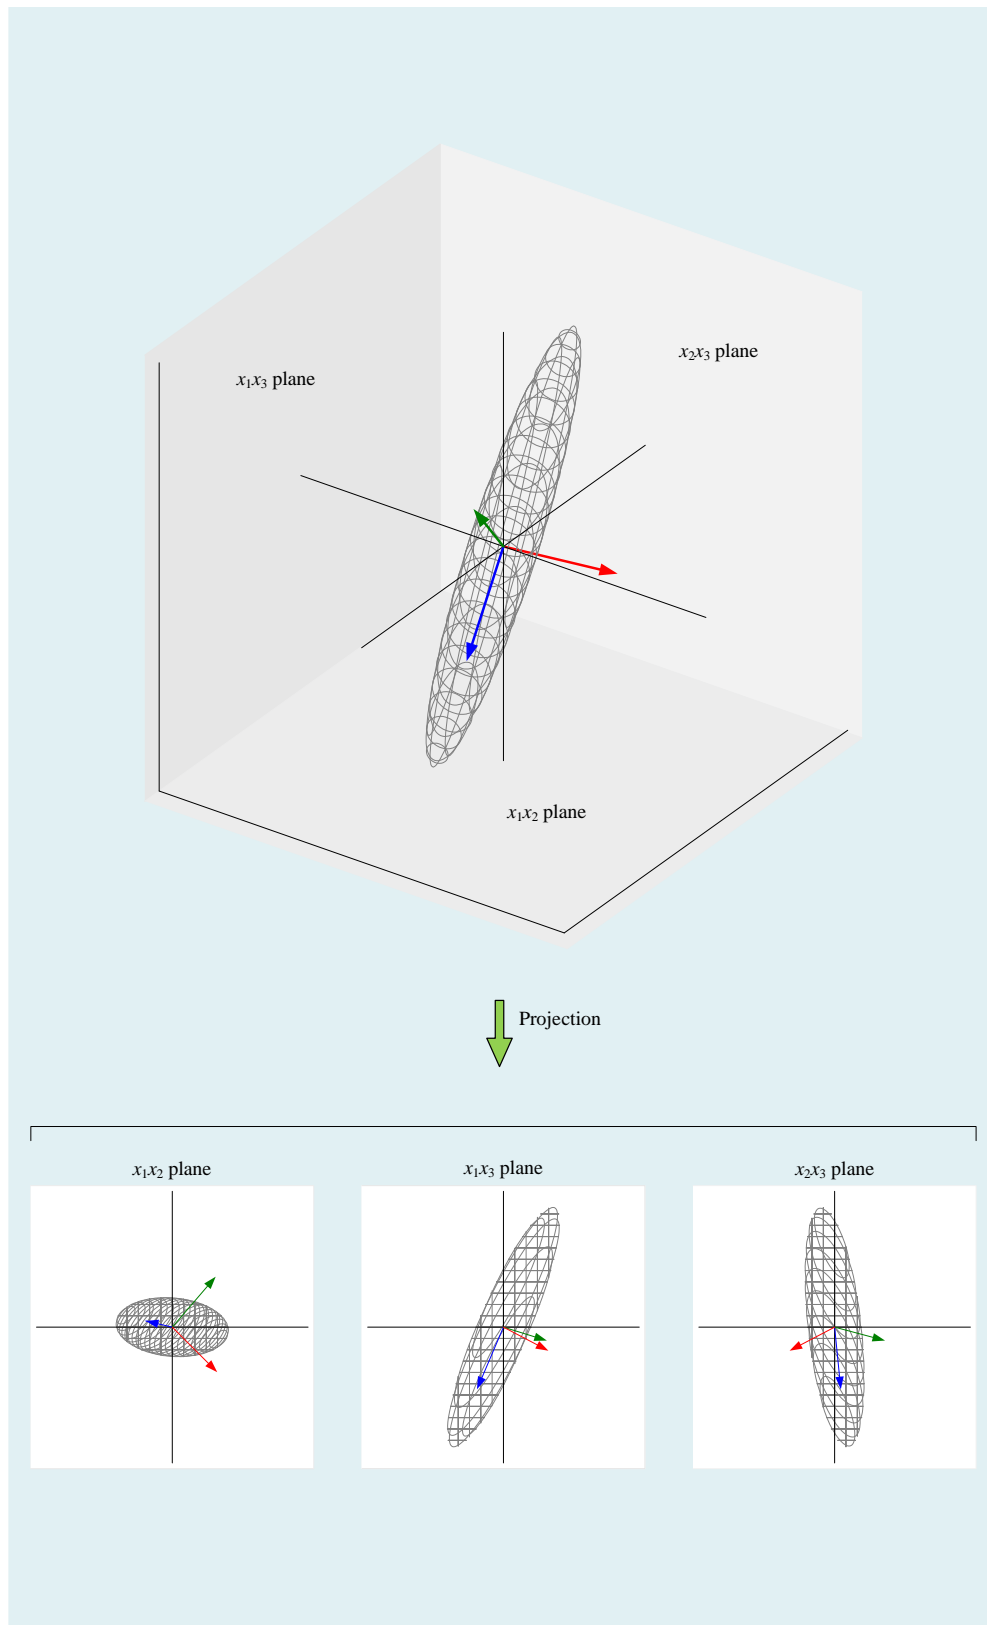 x₂x₃ plane
x₁x₃ plane
x₁x₂ plane
Projection
x₁x₂ plane
x₁x₃ plane
x₂x₃ plane